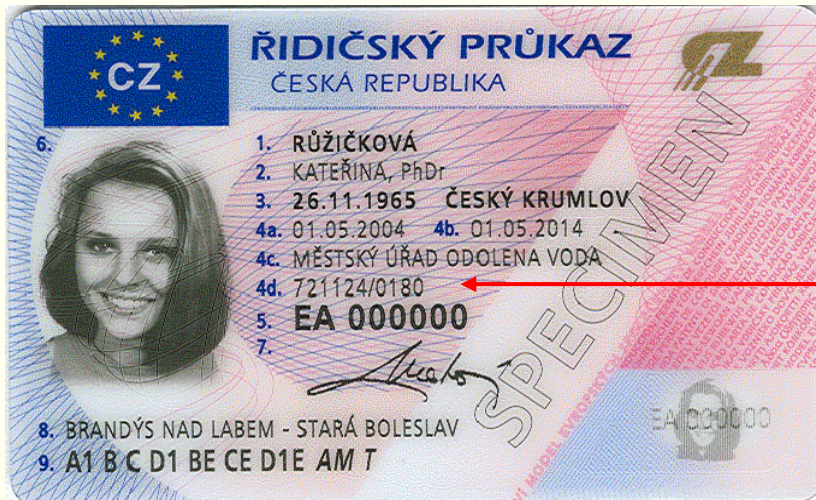 CZ
ŘIDIČSKÝ PRŮKAZ
ČESKÁ REPUBLIKA
CZ
6.
1. RŮŽIČKOVÁ
2. KATEŘINA, PhDr
3. 26.11.1965 ČESKÝ KRUMLOV
4a. 01.05.2004 4b. 01.05.2014
4c. MĚSTSKÝ ÚŘAD ODOLENA VODA
4d. 721124/0180
5. EA 000000
7.
SPECIMEN
EA 000000
8. BRANDÝS NAD LABEM - STARÁ BOLESLAV
9. A1 B C D1 BE CE D1E AM T